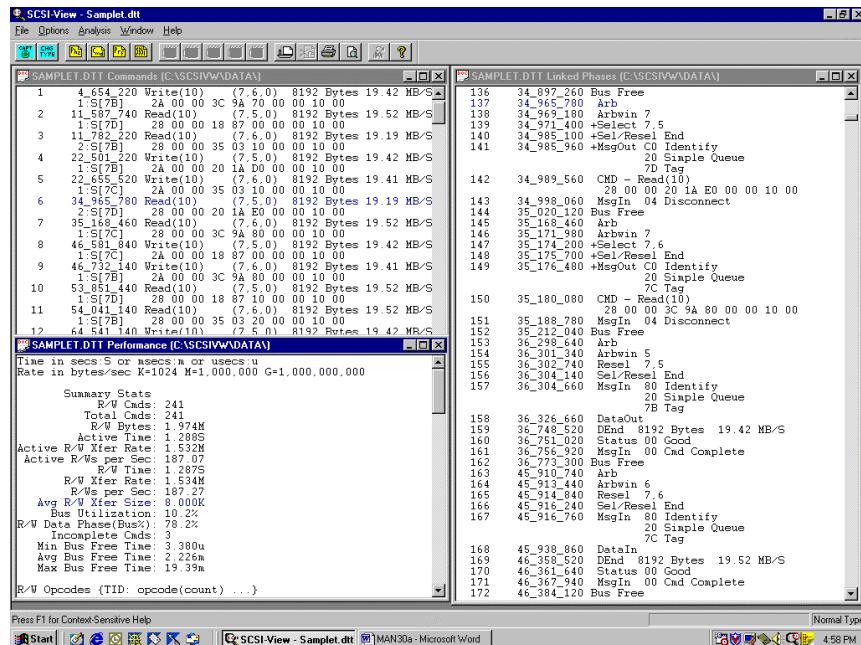 SCSI-View - Samplet.dtt
File Options Analysis Window Help
CAPT CHG TYPE
SAMPLET.DTT Commands (C:\SCSIVW\DATA\)
1 4_654_220 Write(10) (7,6,0) 8192 Bytes 19.42 MB/S
1:S[7B] 2A 00 00 3C 9A 70 00 00 10 00
2 11_587_740 Read(10) (7,5,0) 8192 Bytes 19.52 MB/S
1:S[7D] 28 00 00 18 87 00 00 00 10 00
3 11_782_220 Read(10) (7,6,0) 8192 Bytes 19.19 MB/S
2:S[7B] 28 00 00 35 03 10 00 00 10 00
4 22_501_220 Write(10) (7,5,0) 8192 Bytes 19.42 MB/S
1:S[7B] 2A 00 00 20 1A D0 00 00 10 00
5 22_655_520 Write(10) (7,6,0) 8192 Bytes 19.41 MB/S
1:S[7C] 2A 00 00 35 03 10 00 00 10 00
6 34_965_780 Read(10) (7,5,0) 8192 Bytes 19.19 MB/S
2:S[7D] 28 00 00 20 1A E0 00 00 10 00
7 35_168_460 Read(10) (7,6,0) 8192 Bytes 19.52 MB/S
1:S[7C] 28 00 00 3C 9A 80 00 00 10 00
8 46_581_840 Write(10) (7,5,0) 8192 Bytes 19.42 MB/S
1:S[7C] 2A 00 00 18 87 00 00 00 10 00
9 46_732_140 Write(10) (7,6,0) 8192 Bytes 19.41 MB/S
1:S[7B] 2A 00 00 3C 9A 80 00 00 10 00
10 53_851_440 Read(10) (7,5,0) 8192 Bytes 19.52 MB/S
1:S[7D] 28 00 00 18 87 10 00 00 10 00
11 54_041_140 Read(10) (7,6,0) 8192 Bytes 19.52 MB/S
1:S[7B] 28 00 00 35 03 20 00 00 10 00
12 64_541_140 Write(10) (7,5,0) 8192 Bytes 19.42 MB/S
SAMPLET.DTT Performance (C:\SCSIVW\DATA\)
Time in secs:S or msecs:m or usecs:u
Rate in bytes/sec K=1024 M=1,000,000 G=1,000,000,000
Summary Stats
R/W Cmds: 241
Total Cmds: 241
R/W Bytes: 1.974M
Active Time: 1.288S
Active R/W Xfer Rate: 1.532M
Active R/Ws per Sec: 187.07
R/W Time: 1.287S
R/W Xfer Rate: 1.534M
R/Ws per Sec: 187.27
Avg R/W Xfer Size: 8.000K
Bus Utilization: 10.2%
R/W Data Phase(Bus%): 78.2%
Incomplete Cmds: 3
Min Bus Free Time: 3.380u
Avg Bus Free Time: 2.226m
Max Bus Free Time: 19.39m
R/W Opcodes {TID: opcode(count) ...}
SAMPLET.DTT Linked Phases (C:\SCSIVW\DATA\)
136 34_897_260 Bus Free
137 34_965_780 Arb
138 34_969_180 Arbwin 7
139 34_971_400 +Select 7,5
140 34_985_100 +Sel/Resel End
141 34_985_960 +MsgOut C0 Identify
20 Simple Queue
7D Tag
142 34_989_560 CMD - Read(10)
28 00 00 20 1A E0 00 00 10 00
143 34_998_060 MsgIn 04 Disconnect
144 35_020_120 Bus Free
145 35_168_460 Arb
146 35_171_980 Arbwin 7
147 35_174_200 +Select 7,6
148 35_175_700 +Sel/Resel End
149 35_176_480 +MsgOut C0 Identify
20 Simple Queue
7C Tag
150 35_180_080 CMD - Read(10)
28 00 00 3C 9A 80 00 00 10 00
151 35_188_780 MsgIn 04 Disconnect
152 35_212_040 Bus Free
153 36_298_640 Arb
154 36_301_340 Arbwin 5
155 36_302_740 Resel 7,5
156 36_304_140 Sel/Resel End
157 36_304_660 MsgIn 80 Identify
20 Simple Queue
7B Tag
158 36_326_660 DataOut
159 36_748_520 DEnd 8192 Bytes 19.42 MB/S
160 36_751_020 Status 00 Good
161 36_756_920 MsgIn 00 Cmd Complete
162 36_773_300 Bus Free
163 45_910_740 Arb
164 45_913_440 Arbwin 6
165 45_914_840 Resel 7,6
166 45_916_240 Sel/Resel End
167 45_916_760 MsgIn 80 Identify
20 Simple Queue
7C Tag
168 45_938_860 DataIn
169 46_358_520 DEnd 8192 Bytes 19.52 MB/S
170 46_361_640 Status 00 Good
171 46_367_940 MsgIn 00 Cmd Complete
172 46_384_120 Bus Free
Press F1 for Context-Sensitive Help
Normal Type
Start
SCSI-View - Samplet.dtt
MAN30a - Microsoft Word
4:58 PM